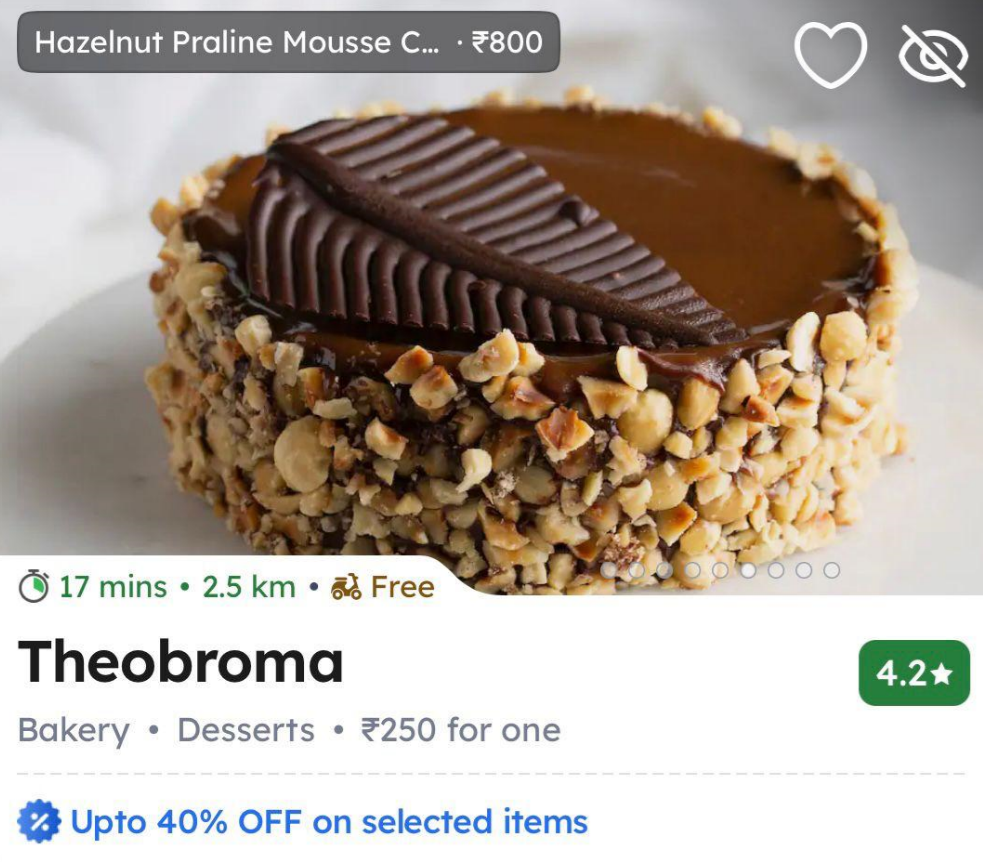 Hazelnut Praline Mousse C... · ₹800
17 mins • 2.5 km • Free
Theobroma
4.2★
Bakery • Desserts • ₹250 for one
Upto 40% OFF on selected items